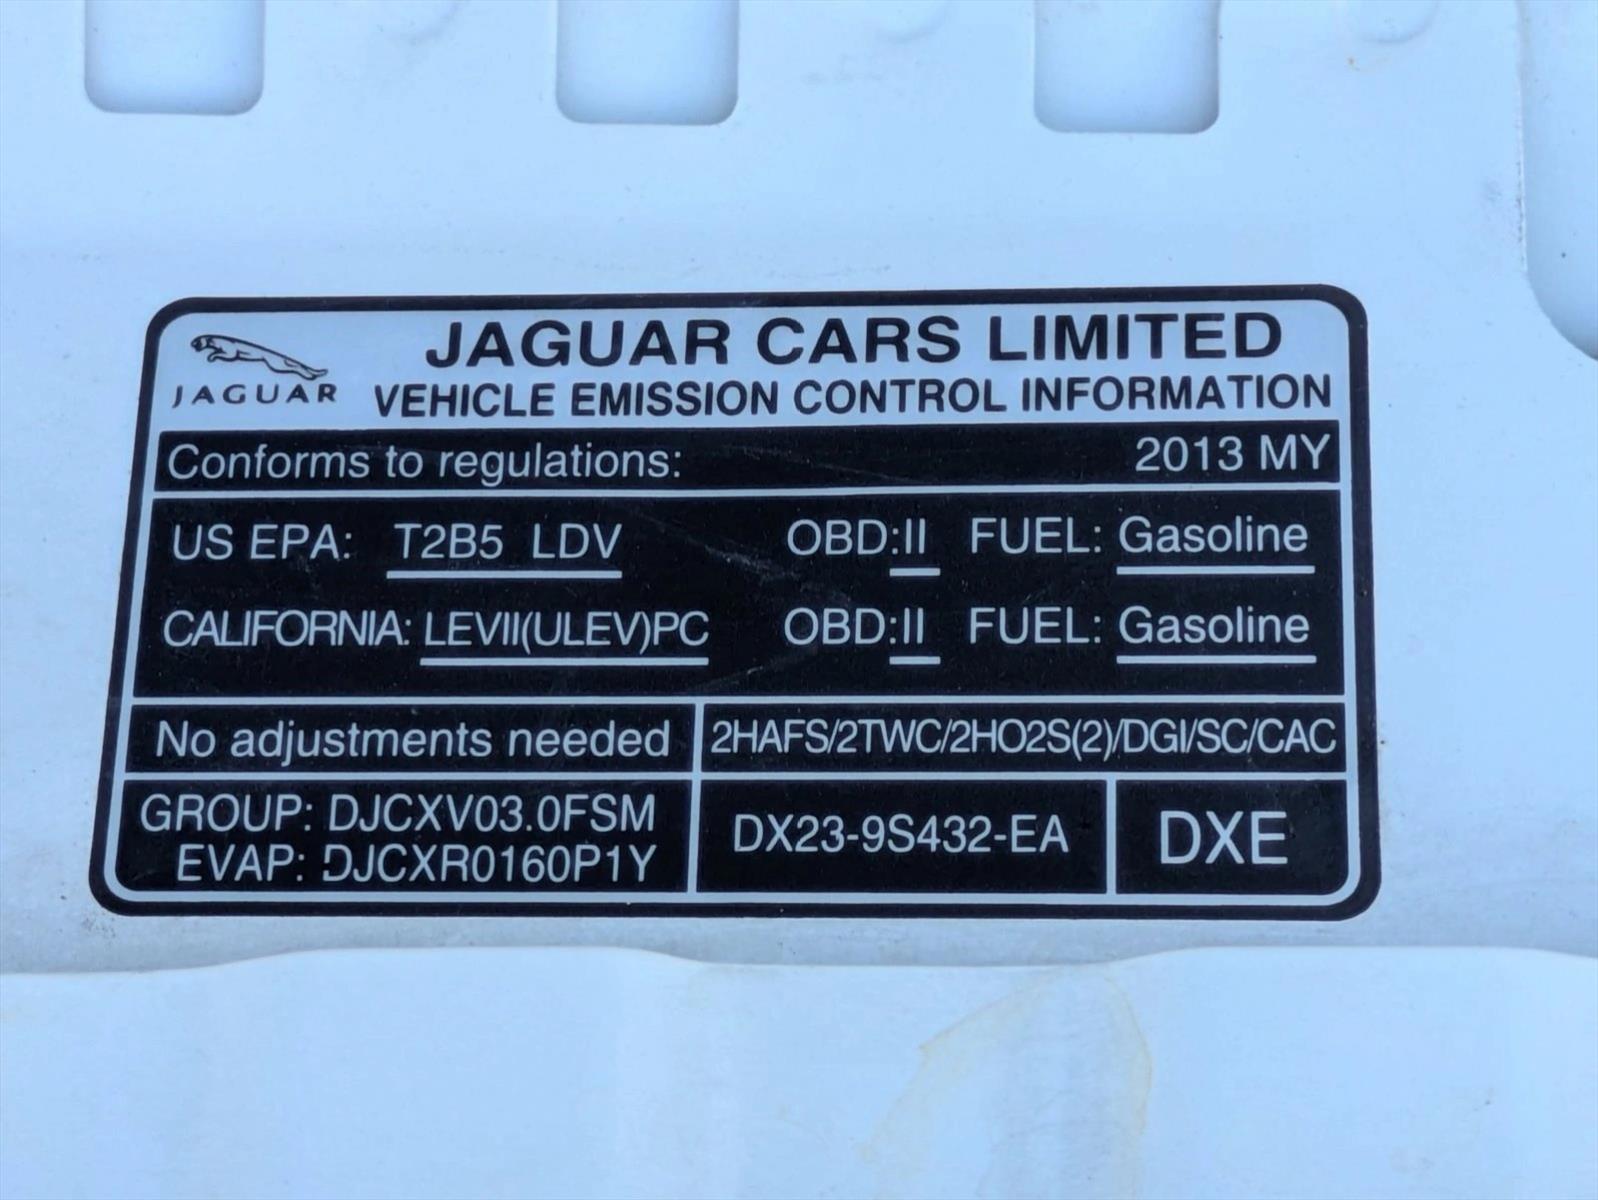 JAGUAR CARS LIMITED
JAGUAR
VEHICLE EMISSION CONTROL INFORMATION
Conforms to regulations: 2013 MY
US EPA: T2B5 LDV OBD:II FUEL: Gasoline
CALIFORNIA: LEVII(ULEV)PC OBD:II FUEL: Gasoline
No adjustments needed 2HAFS/2TWC/2HO2S(2)/DGI/SC/CAC
GROUP: DJCXV03.0FSM
EVAP: DJCXR0160P1Y
DX23-9S432-EA
DXE